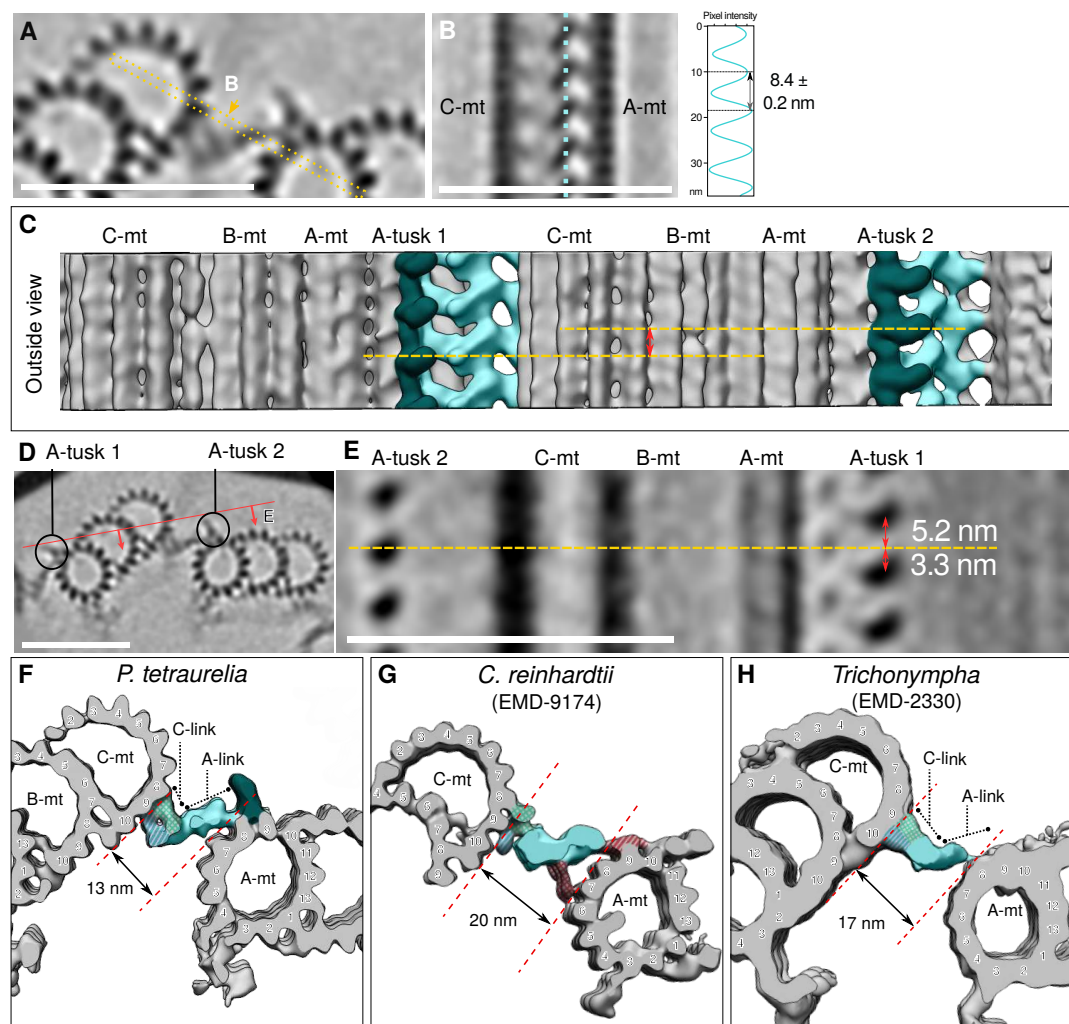 A
B
B
C-mt
A-mt
Pixel intensity
0
10
20
30
nm
8.4 ±
0.2 nm
C
C-mt
B-mt
A-mt
A-tusk 1
C-mt
B-mt
A-mt
A-tusk 2
Outside view
D
A-tusk 1
A-tusk 2
E
E
A-tusk 2
C-mt
B-mt
A-mt
A-tusk 1
5.2 nm
3.3 nm
F
P. tetraurelia
C-link
A-link
C-mt
B-mt
A-mt
13 nm
G
C. reinhardtii
(EMD-9174)
C-mt
A-mt
20 nm
H
Trichonympha
(EMD-2330)
C-link
A-link
C-mt
A-mt
17 nm